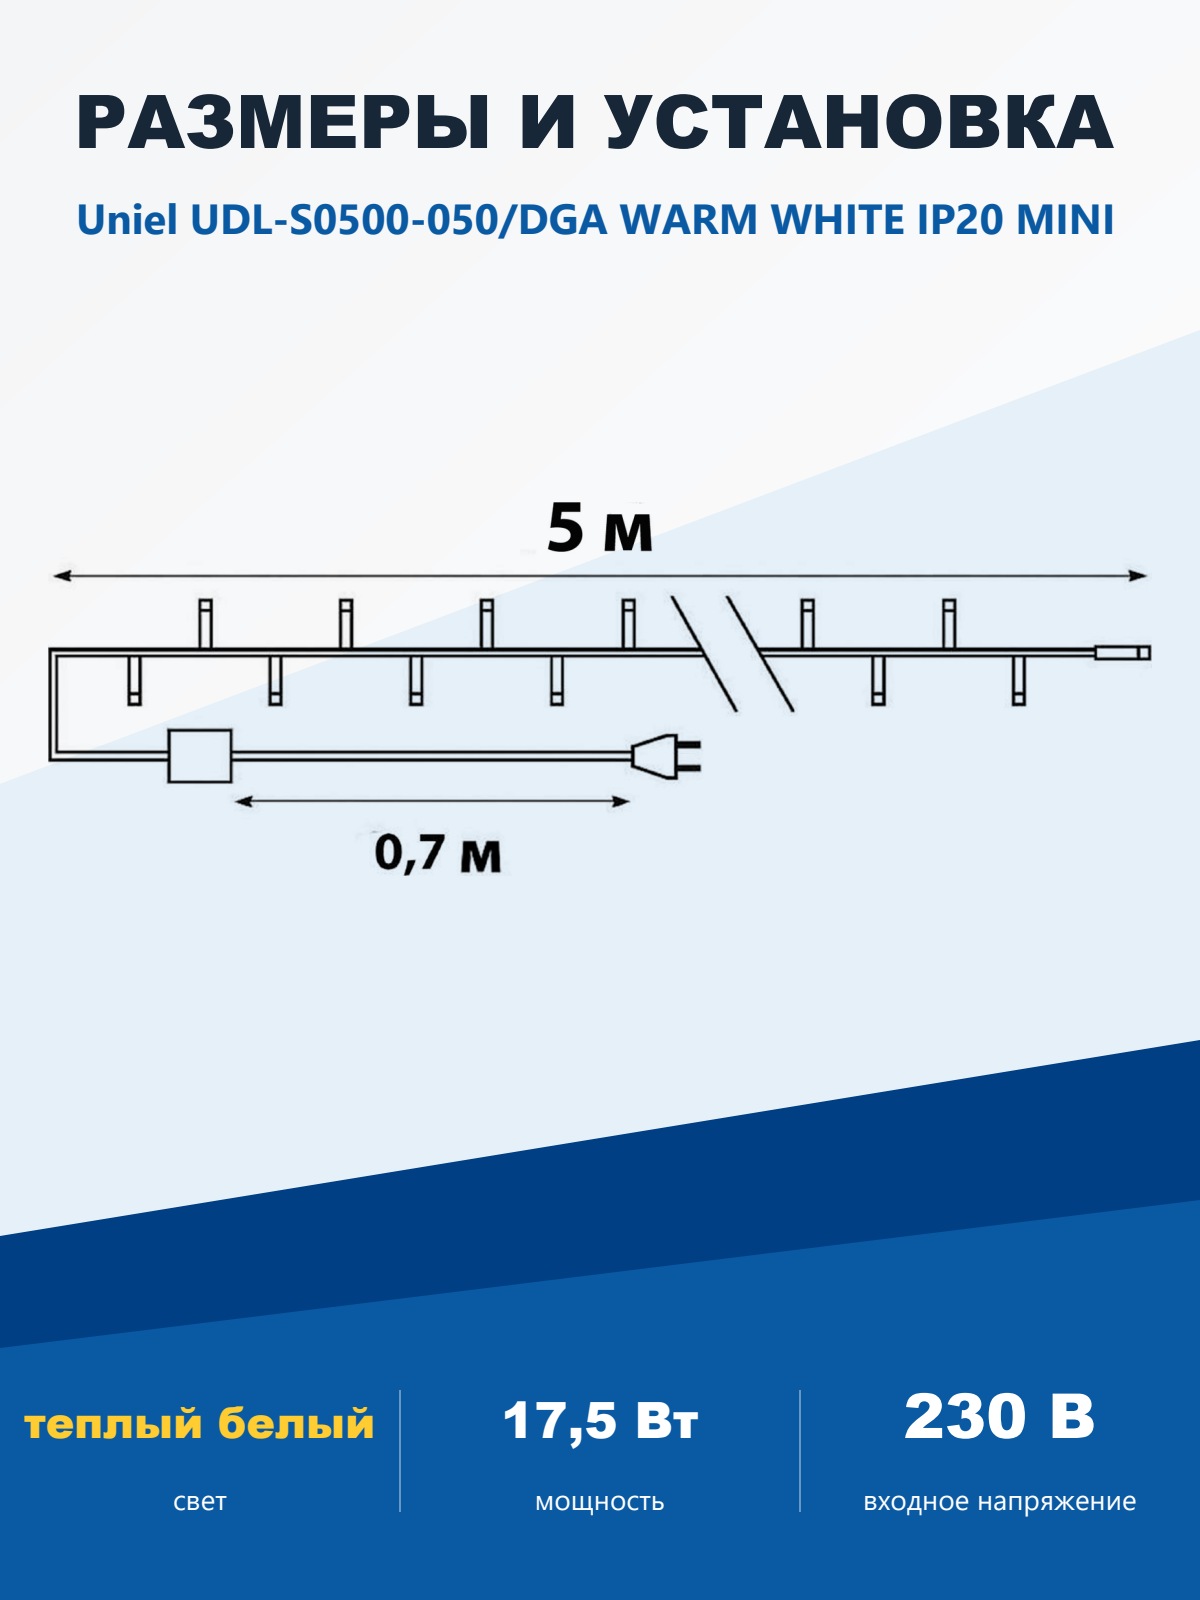 РАЗМЕРЫ И УСТАНОВКА
Uniel UDL-S0500-050/DGA WARM WHITE IP20 MINI
5 м
0,7 м
теплый белый
свет
17,5 Вт
мощность
230 В
входное напряжение